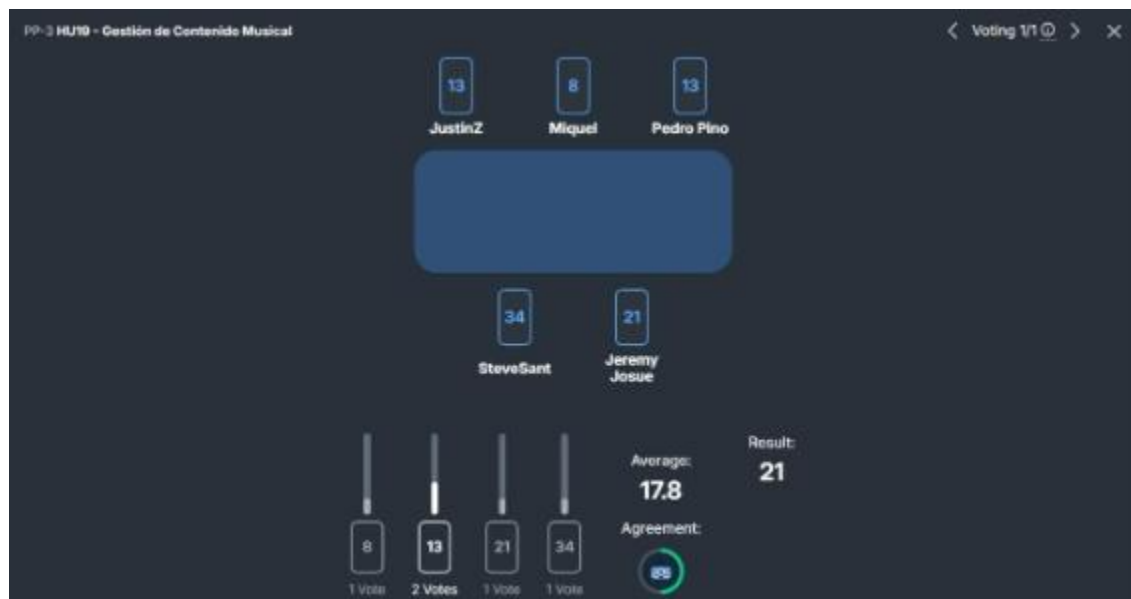 PP-3 HU19 - Gestión de Contenido Musical
Voting 1/1
13
8
13
JustinZ
Miquel
Pedro Pino
34
21
SteveSant
Jeremy
Josue
Average:
17.8
Result:
21
Agreement:
8
13
21
34
1 Vote
2 Votes
1 Vote
1 Vote